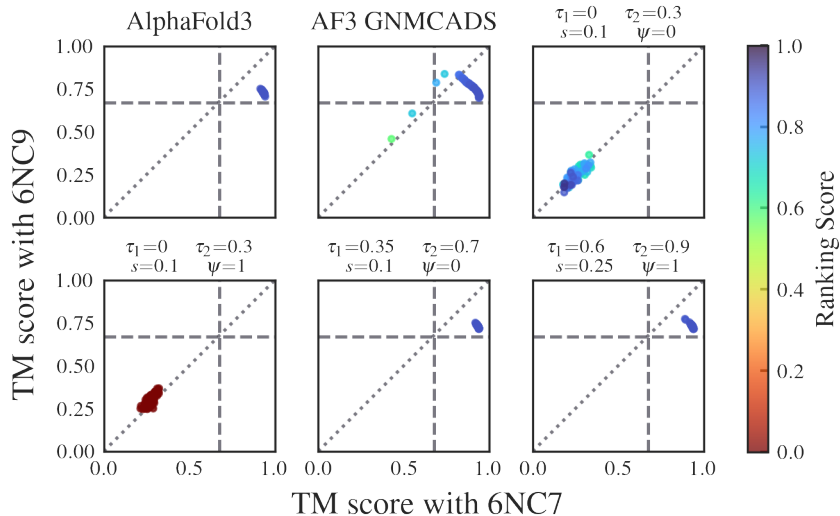 AlphaFold3
AF3 GNMCADS
τ₁=0 τ₂=0.3
s=0.1 ψ=0
1.00
0.75
0.50
0.25
0.00
τ₁=0 τ₂=0.3
s=0.1 ψ=1
τ₁=0.35 τ₂=0.7
s=0.1 ψ=0
τ₁=0.6 τ₂=0.9
s=0.25 ψ=1
1.00
0.75
0.50
0.25
0.00
0.0 0.5 1.0
0.0 0.5 1.0
0.0 0.5 1.0
TM score with 6NC9
TM score with 6NC7
1.0
0.8
0.6
0.4
0.2
0.0
Ranking Score